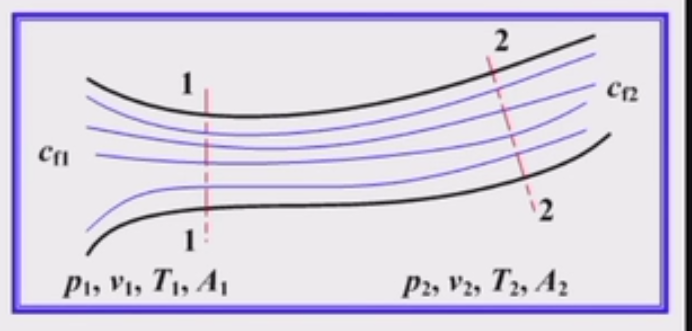 2
1
c_f2
c_f1
2
1
p₁, v₁, T₁, A₁
p₂, v₂, T₂, A₂